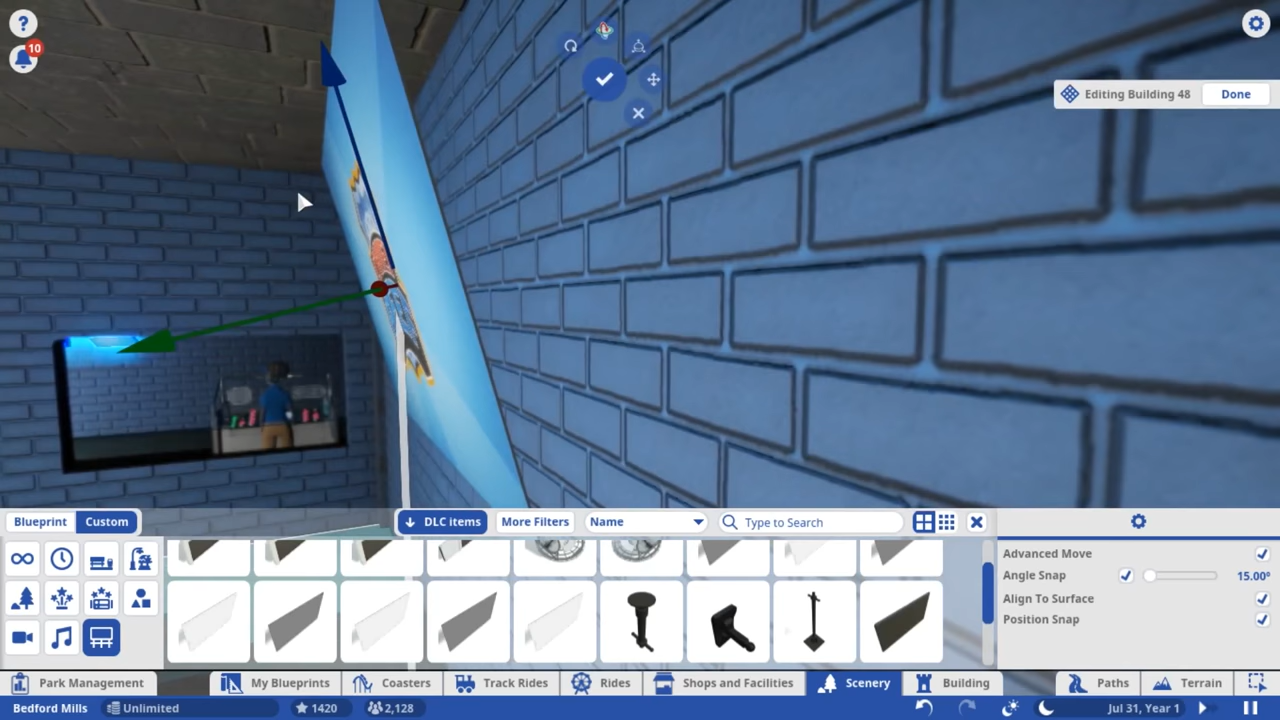 ?
10
Editing Building 48
Done
Blueprint
Custom
DLC items
More Filters
Name
Type to Search
Advanced Move
Angle Snap
15.00°
Align To Surface
Position Snap
Park Management
My Blueprints
Coasters
Track Rides
Rides
Shops and Facilities
Scenery
Building
Paths
Terrain
Bedford Mills
Unlimited
1420
2,128
Jul 31, Year 1